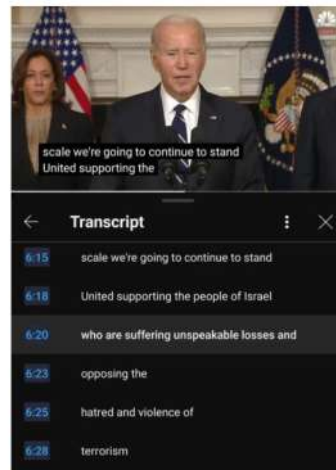 scale we're going to continue to stand
United supporting the
Transcript
6:15 scale we're going to continue to stand
6:18 United supporting the people of Israel
6:20 who are suffering unspeakable losses and
6:23 opposing the
6:25 hatred and violence of
6:28 terrorism